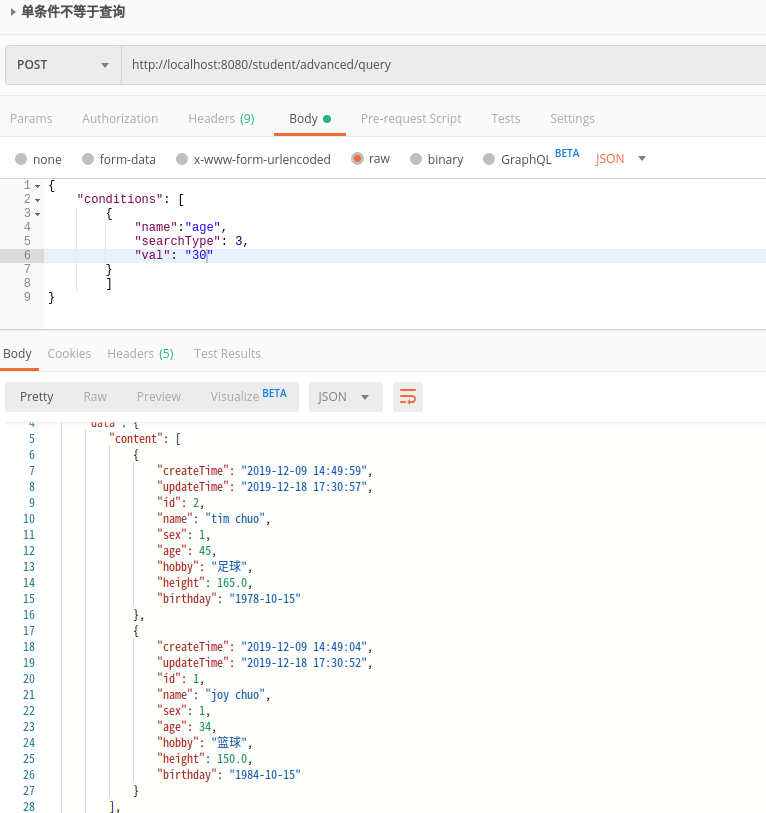 单条件不等于查询
POST http://localhost:8080/student/advanced/query
Params Authorization Headers (9) Body Pre-request Script Tests Settings
none form-data x-www-form-urlencoded raw binary GraphQL BETA JSON
1 {
2 "conditions": [
3 {
4 "name":"age",
5 "searchType": 3,
6 "val": "30"
7 }
8 ]
9 }
Body Cookies Headers (5) Test Results
Pretty Raw Preview Visualize BETA JSON
4 "data": {
5 "content": [
6 {
7 "createTime": "2019-12-09 14:49:59",
8 "updateTime": "2019-12-18 17:30:57",
9 "id": 2,
10 "name": "tim chuo",
11 "sex": 1,
12 "age": 45,
13 "hobby": "足球",
14 "height": 165.0,
15 "birthday": "1978-10-15"
16 },
17 {
18 "createTime": "2019-12-09 14:49:04",
19 "updateTime": "2019-12-18 17:30:52",
20 "id": 1,
21 "name": "joy chuo",
22 "sex": 1,
23 "age": 34,
24 "hobby": "篮球",
25 "height": 150.0,
26 "birthday": "1984-10-15"
27 }
28 ],